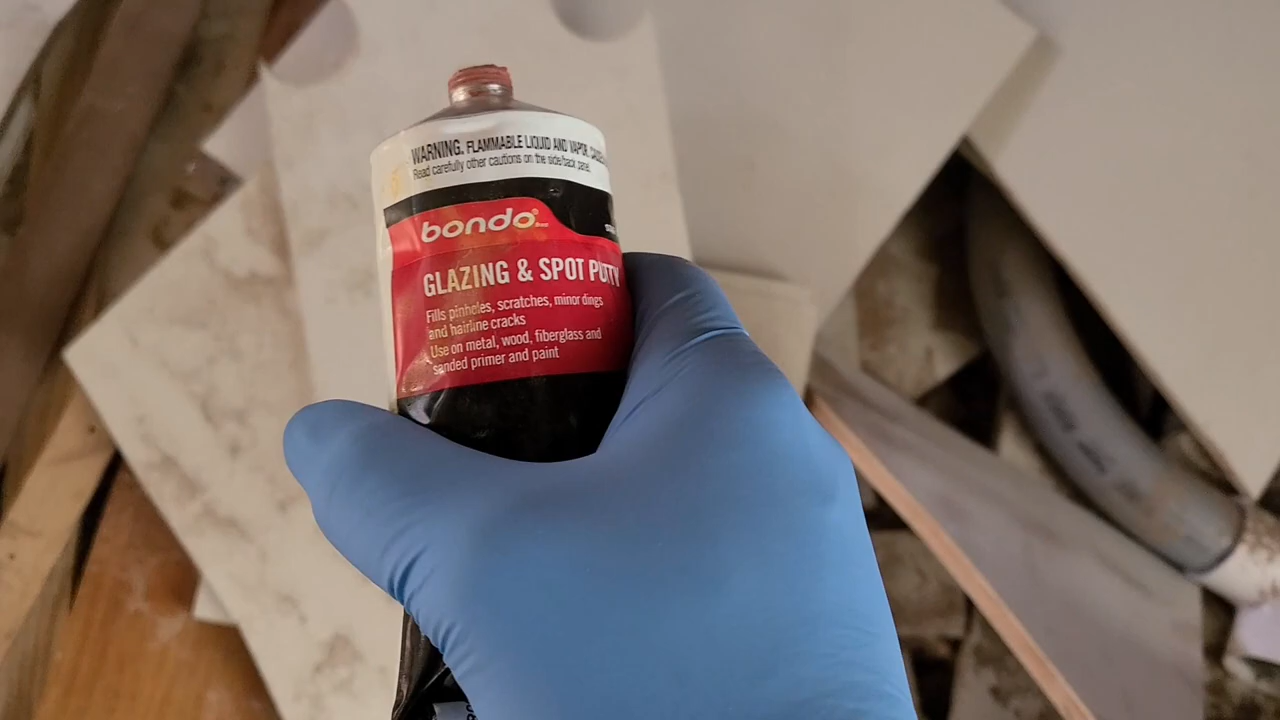 WARNING. FLAMMABLE LIQUID AND VAPOR.
Read carefully other cautions on the side/back panel.
bondo
GLAZING & SPOT PUTTY
Fills pinholes, scratches, minor dings
and hairline cracks
Use on metal, wood, fiberglass and
sanded primer and paint